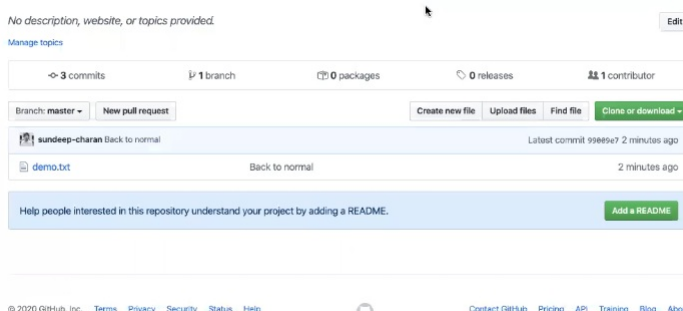 No description, website, or topics provided.
Edit
Manage topics
3 commits 1 branch 0 packages 0 releases 1 contributor
Branch: master New pull request Create new file Upload files Find file Clone or download
sundeep-charan Back to normal Latest commit 2 minutes ago
demo.txt Back to normal 2 minutes ago
Help people interested in this repository understand your project by adding a README. Add a README
© 2020 GitHub, Inc. Terms Privacy Security Status Help Contact GitHub Pricing API Training Blog